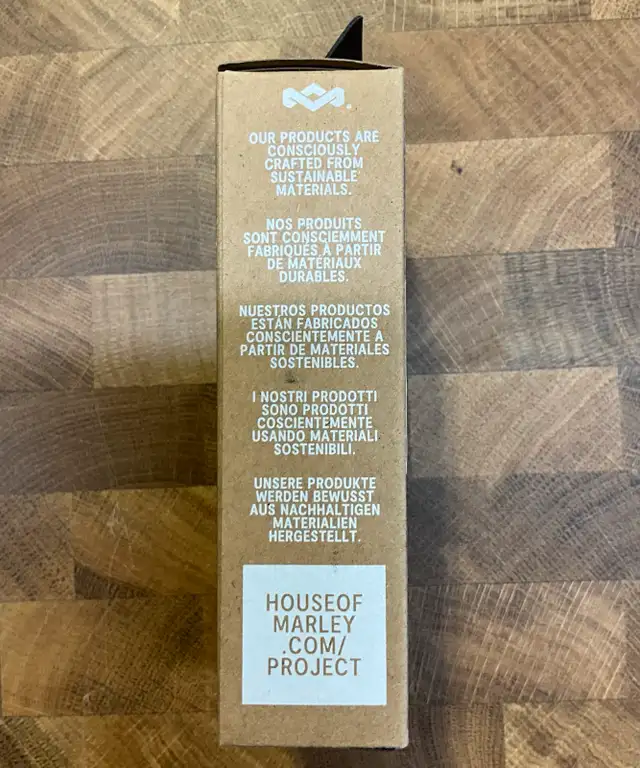 OUR PRODUCTS ARE
CONSCIOUSLY
CRAFTED FROM
SUSTAINABLE
MATERIALS.
NOS PRODUITS
SONT CONSCIEMMENT
FABRIQUÉS À PARTIR
DE MATÉRIAUX
DURABLES.
NUESTROS PRODUCTOS
ESTÁN FABRICADOS
CONSCIENTEMENTE A
PARTIR DE MATERIALES
SOSTENIBLES.
I NOSTRI PRODOTTI
SONO PRODOTTI
COSCIENTEMENTE
USANDO MATERIALI
SOSTENIBILI.
UNSERE PRODUKTE
WERDEN BEWUSST
AUS NACHHALTIGEN
MATERIALIEN
HERGESTELLT.
HOUSEOF
MARLEY
.COM/
PROJECT